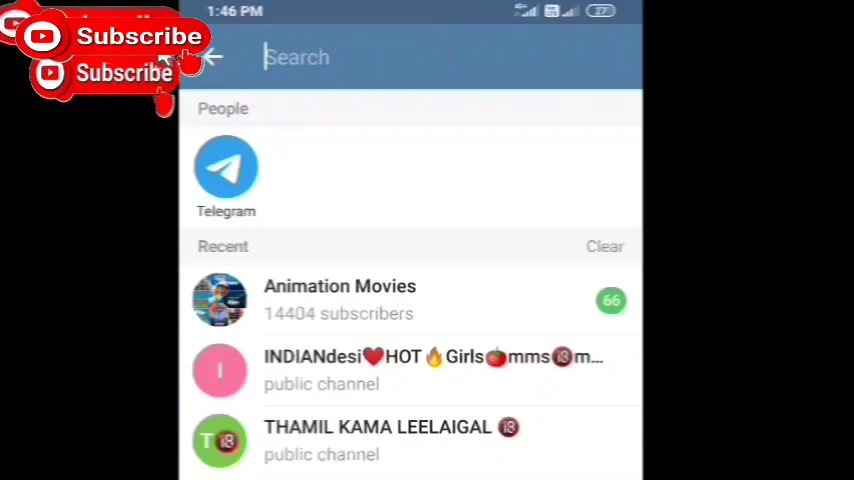 1:46 PM
27
Subscribe
Subscribe
Search
People
Telegram
Recent
Clear
Animation Movies
14404 subscribers
66
INDIANdesi❤️HOT🔥Girls🍅mms🔞m...
I
public channel
THAMIL KAMA LEELAIGAL 🔞
T🔞
public channel